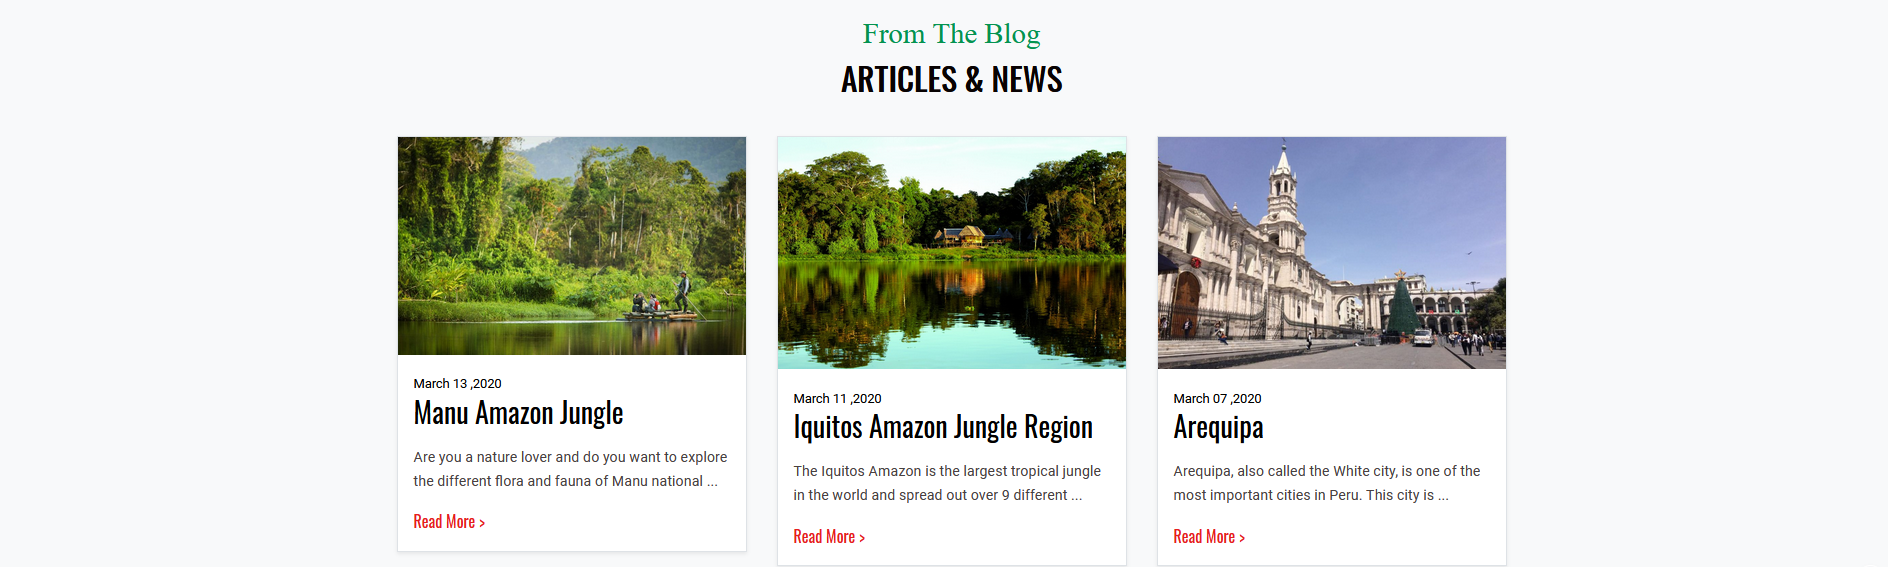 From The Blog
ARTICLES & NEWS
March 13 ,2020
Manu Amazon Jungle
Are you a nature lover and do you want to explore
the different flora and fauna of Manu national ...
Read More >
March 11 ,2020
Iquitos Amazon Jungle Region
The Iquitos Amazon is the largest tropical jungle
in the world and spread out over 9 different ...
Read More >
March 07 ,2020
Arequipa
Arequipa, also called the White city, is one of the
most important cities in Peru. This city is ...
Read More >